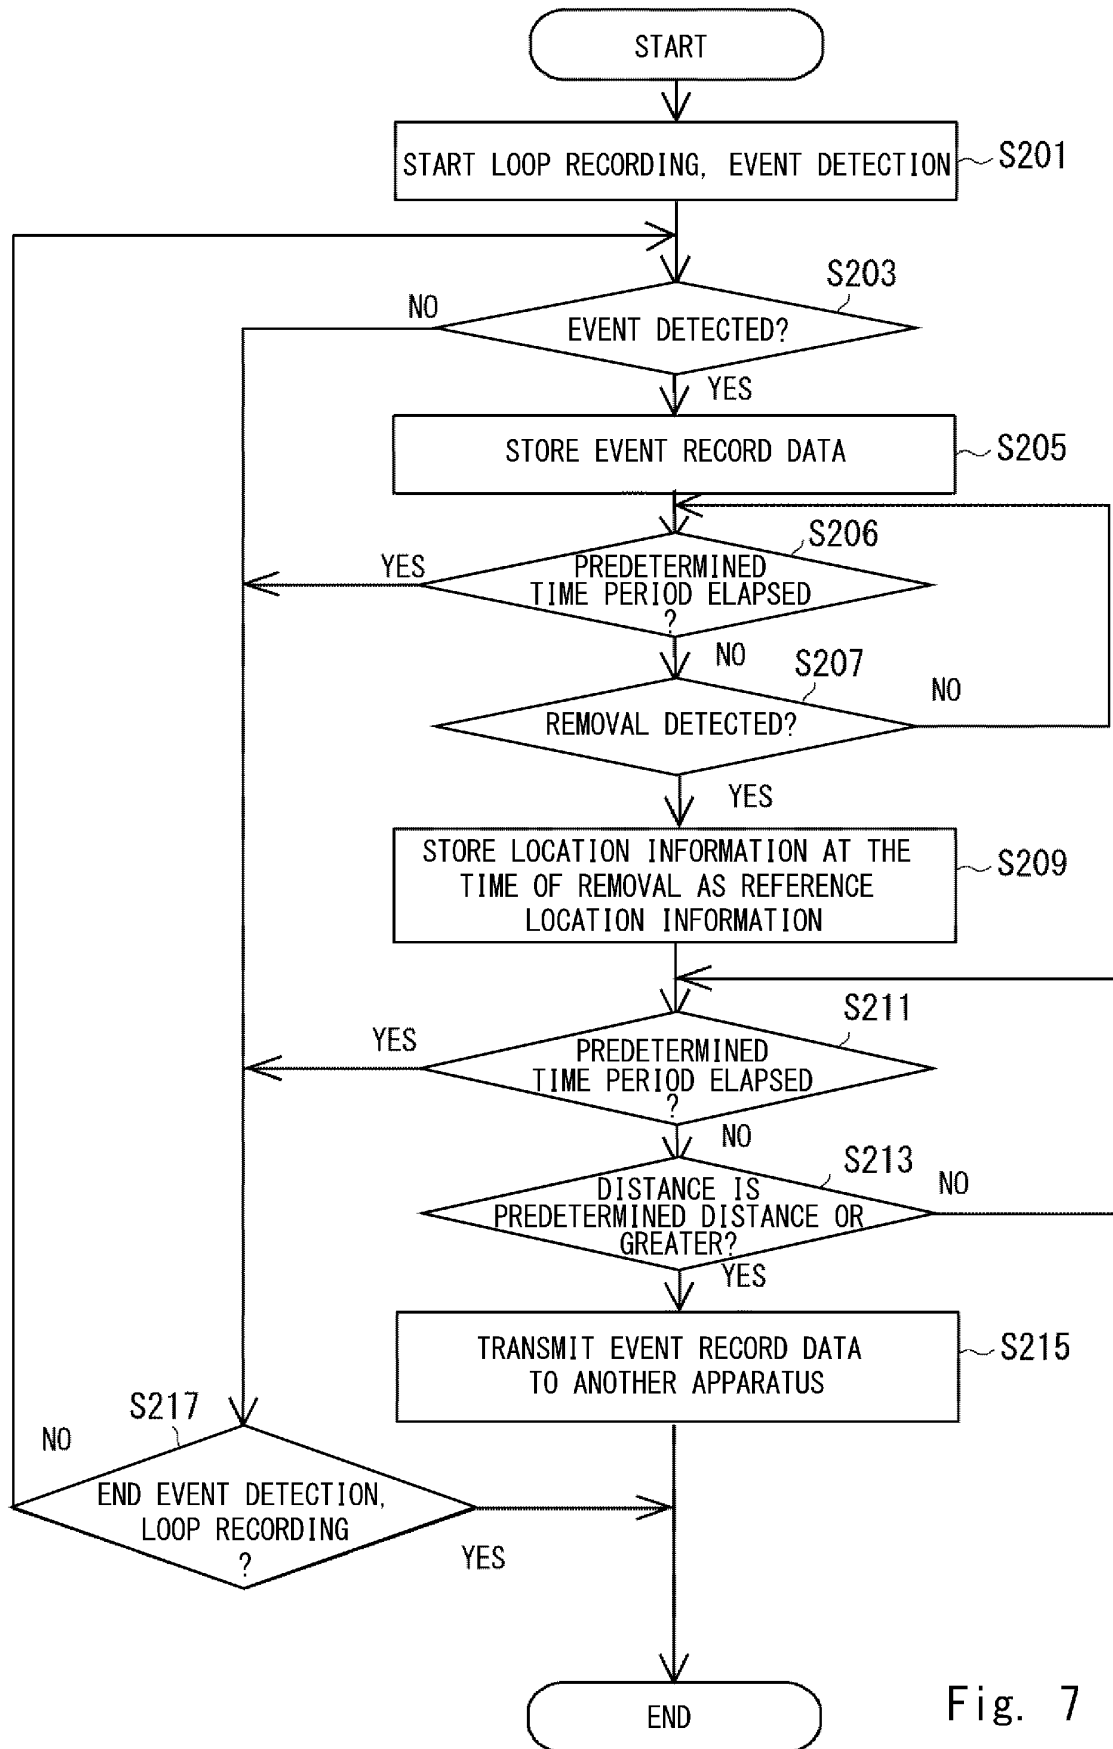 START
START LOOP RECORDING, EVENT DETECTION
S201
S203
NO
EVENT DETECTED?
YES
STORE EVENT RECORD DATA
S205
S206
YES
PREDETERMINED
TIME PERIOD ELAPSED
?
NO
S207
NO
REMOVAL DETECTED?
YES
STORE LOCATION INFORMATION AT THE
TIME OF REMOVAL AS REFERENCE
LOCATION INFORMATION
S209
S211
YES
PREDETERMINED
TIME PERIOD ELAPSED
?
NO
S213
NO
DISTANCE IS
PREDETERMINED DISTANCE OR
GREATER?
YES
TRANSMIT EVENT RECORD DATA
TO ANOTHER APPARATUS
S215
S217
NO
END EVENT DETECTION,
LOOP RECORDING
?
YES
END
Fig. 7